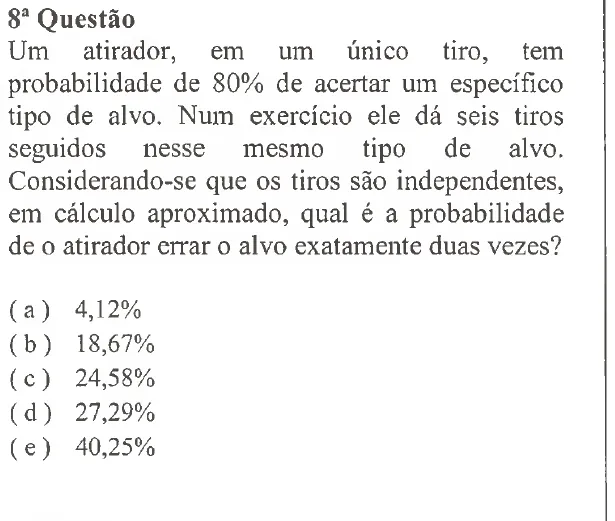 8ª Questão
Um atirador, em um único tiro, tem
probabilidade de 80% de acertar um específico
tipo de alvo. Num exercício ele dá seis tiros
seguidos nesse mesmo tipo de alvo.
Considerando-se que os tiros são independentes,
em cálculo aproximado, qual é a probabilidade
de o atirador errar o alvo exatamente duas vezes?
( a ) 4,12%
( b ) 18,67%
( c ) 24,58%
( d ) 27,29%
( e ) 40,25%